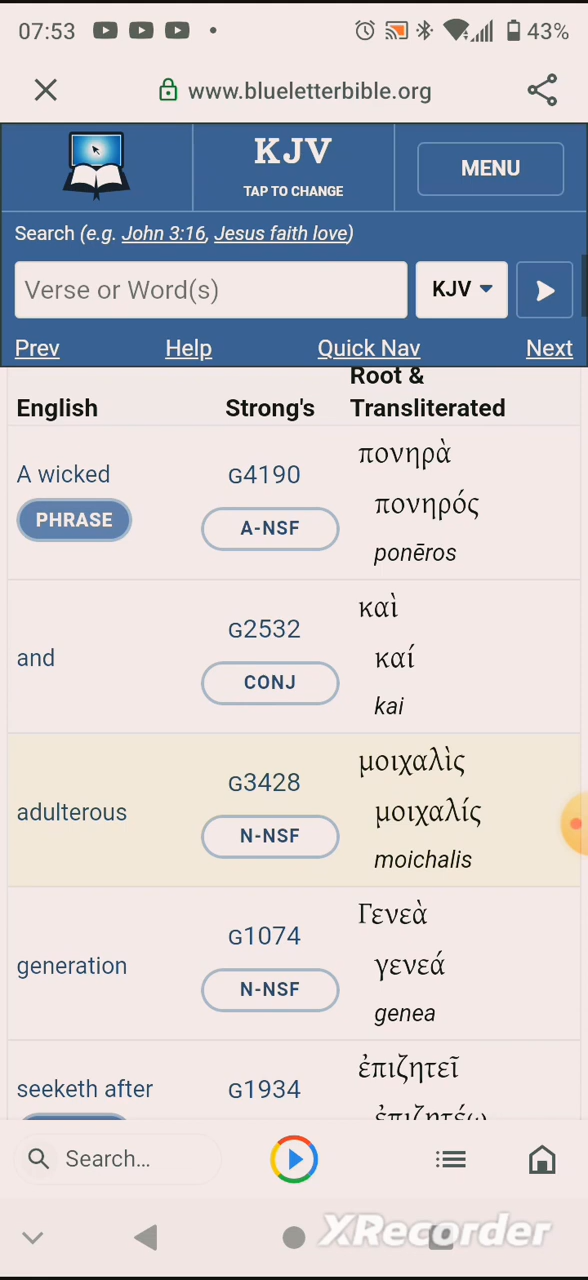 07:53 43%
www.blueletterbible.org
KJV
TAP TO CHANGE
MENU
Search (e.g. John 3:16, Jesus faith love)
Verse or Word(s)
KJV
Prev Help Quick Nav Next
English Strong's Root &
Transliterated
A wicked G4190 πονηρὰ
PHRASE A-NSF πονηρός
ponēros
and G2532 καὶ
CONJ καί
kai
adulterous G3428 μοιχαλὶς
N-NSF μοιχαλίς
moichalis
generation G1074 Γενεὰ
N-NSF γενεά
genea
seeketh after G1934 ἐπιζητεῖ
ἐπιζητέω
Search...
XRecorder